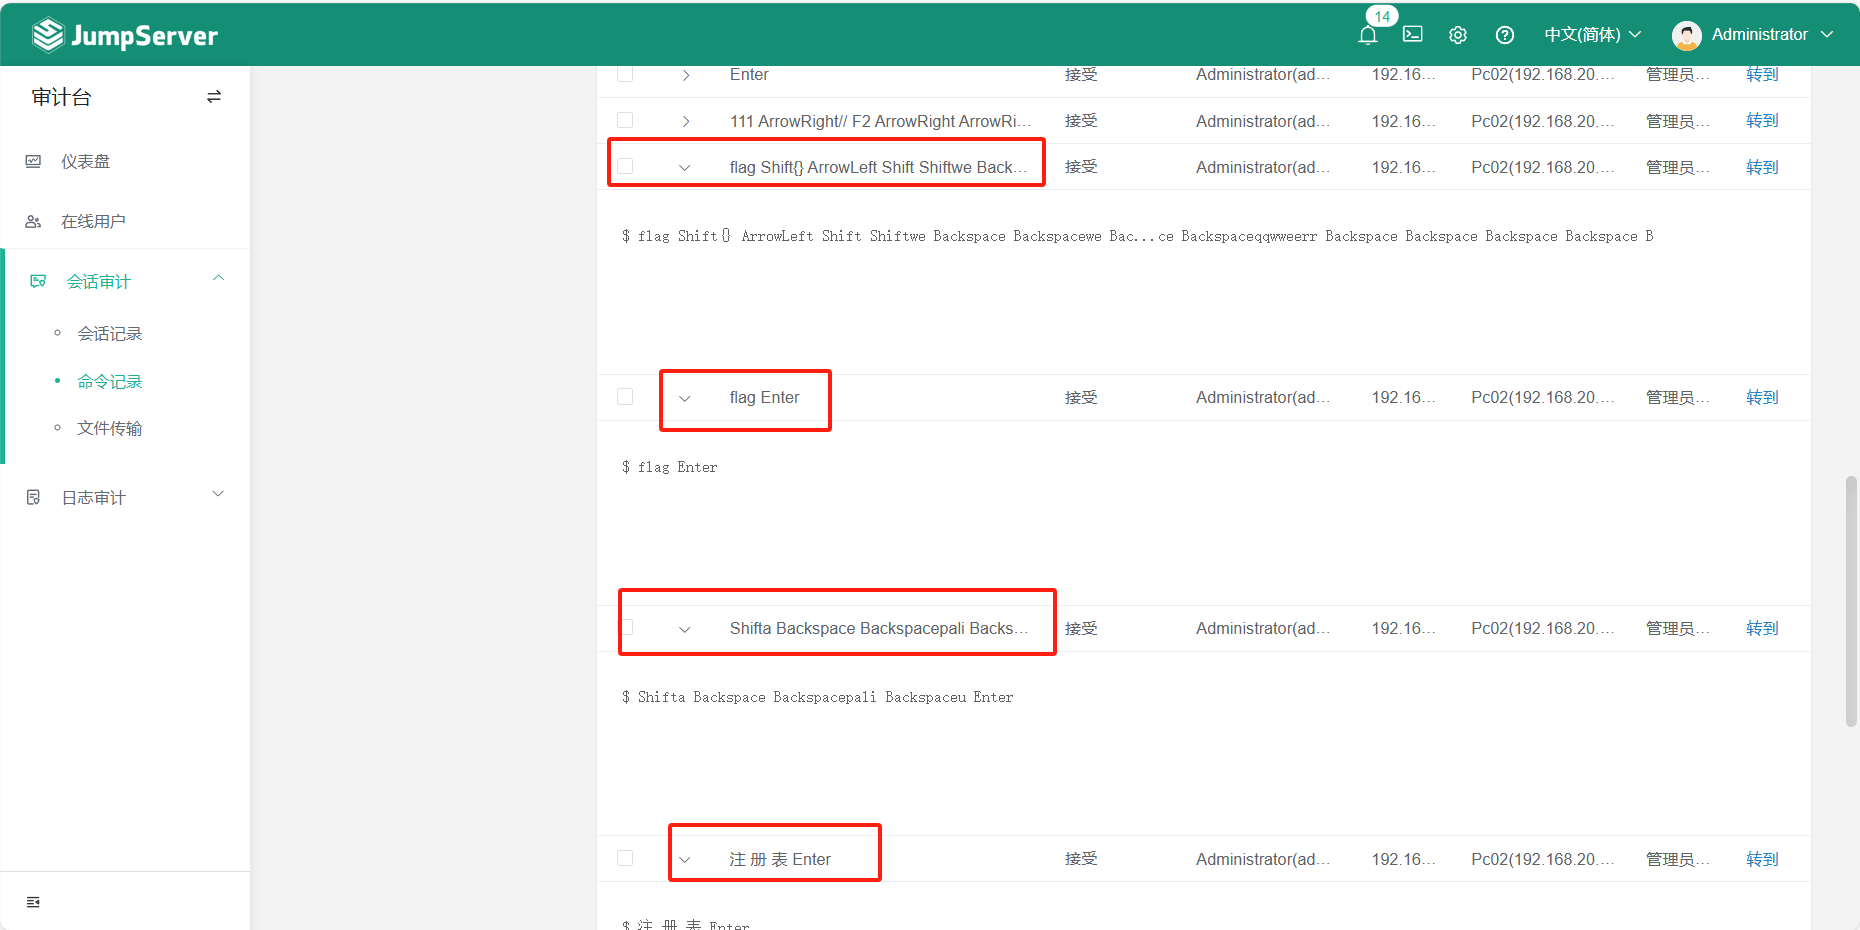 JumpServer
14
中文(简体)
Administrator
审计台
仪表盘
在线用户
会话审计
会话记录
命令记录
文件传输
日志审计
Enter 接受 Administrator(ad... 192.16... Pc02(192.168.20.... 管理员... 转到
111 ArrowRight// F2 ArrowRight ArrowRi... 接受 Administrator(ad... 192.16... Pc02(192.168.20.... 管理员... 转到
flag Shift{} ArrowLeft Shift Shiftwe Back... 接受 Administrator(ad... 192.16... Pc02(192.168.20.... 管理员... 转到
$ flag Shift{} ArrowLeft Shift Shiftwe Backspace Backspacewe Bac...ce Backspaceqqwweerr Backspace Backspace Backspace Backspace B
flag Enter 接受 Administrator(ad... 192.16... Pc02(192.168.20.... 管理员... 转到
$ flag Enter
Shifta Backspace Backspacepali Backs... 接受 Administrator(ad... 192.16... Pc02(192.168.20.... 管理员... 转到
$ Shifta Backspace Backspacepali Backspaceu Enter
注 册 表 Enter 接受 Administrator(ad... 192.16... Pc02(192.168.20.... 管理员... 转到
$ 注 册 表 Enter